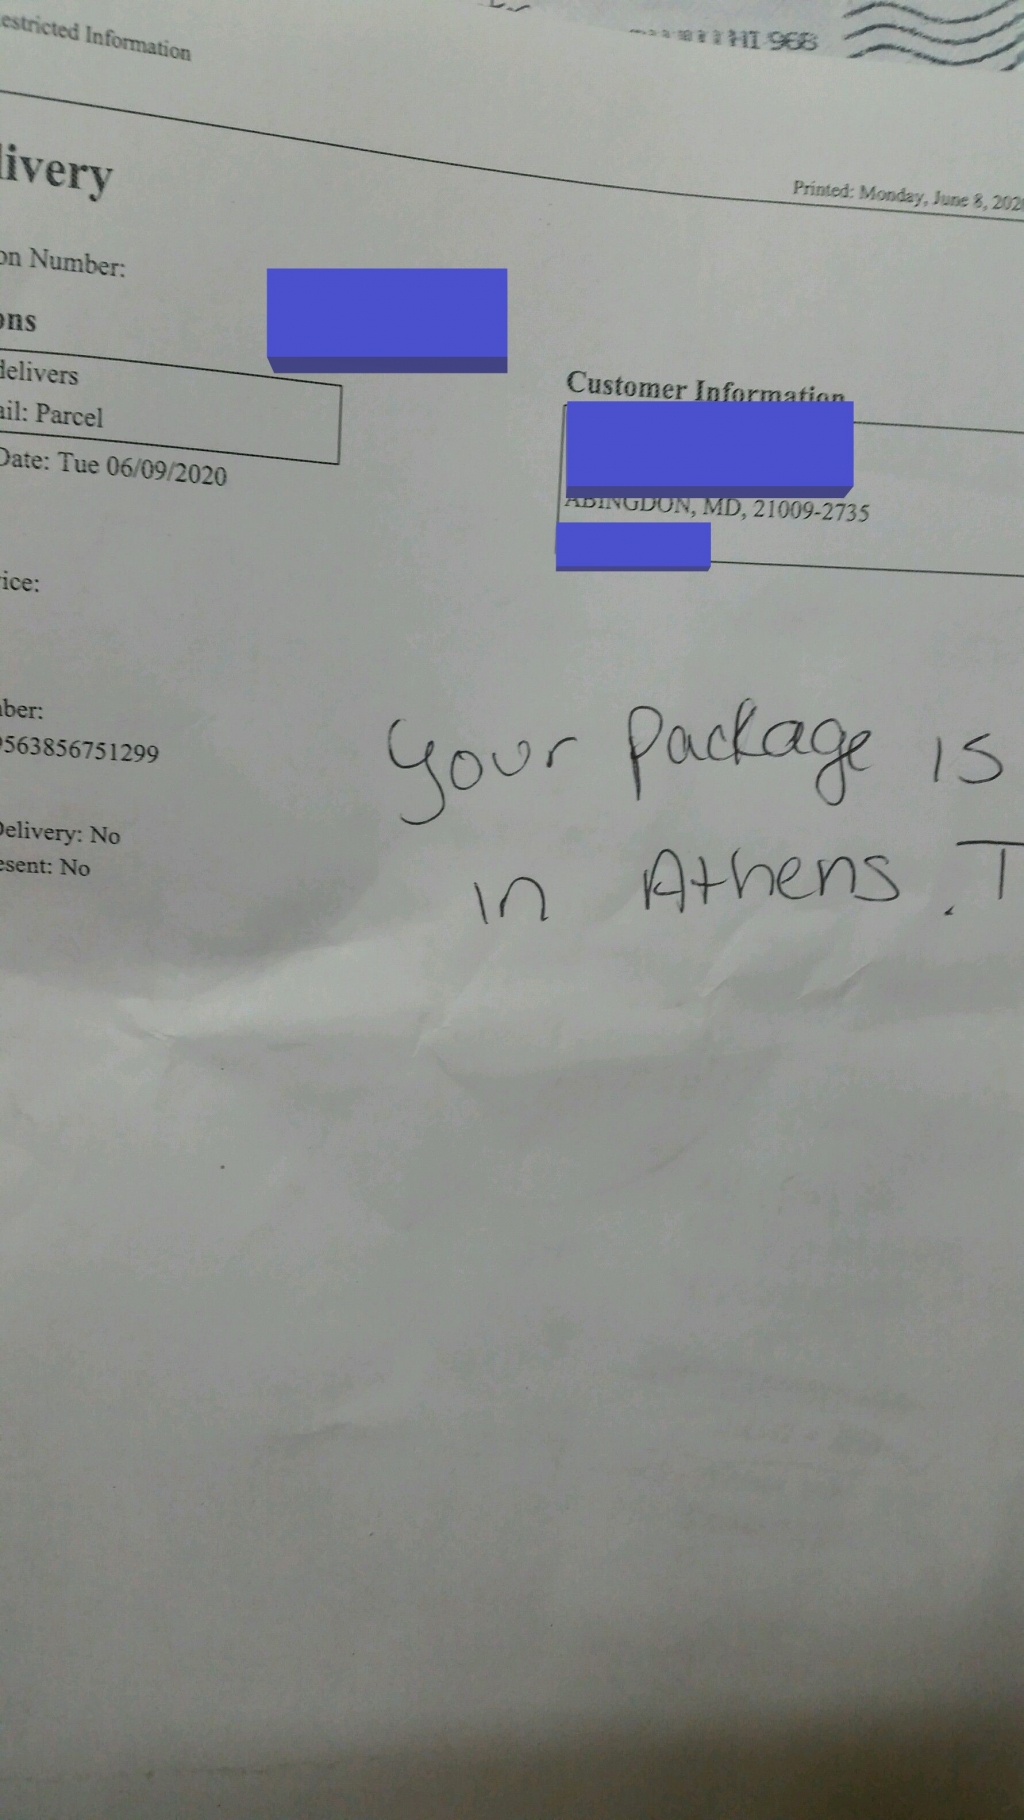 estricted Information
HI 968
livery
Printed: Monday, June 8, 202
on Number:
ons
delivers
ail: Parcel
Date: Tue 06/09/2020
Customer Information
ABINGDON, MD, 21009-2735
ice:
ber:
563856751299
Delivery: No
esent: No
your package is
in Athens. T